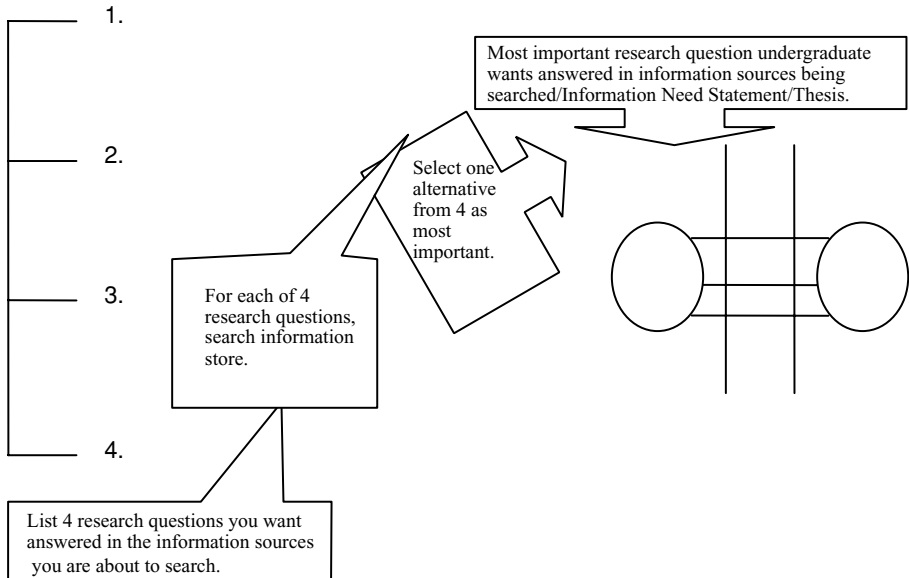 1.
Most important research question undergraduate
wants answered in information sources being
searched/Information Need Statement/Thesis.
2.
Select one
alternative
from 4 as
most
important.
3.
For each of 4
research questions,
search information
store.
4.
List 4 research questions you want
answered in the information sources
you are about to search.